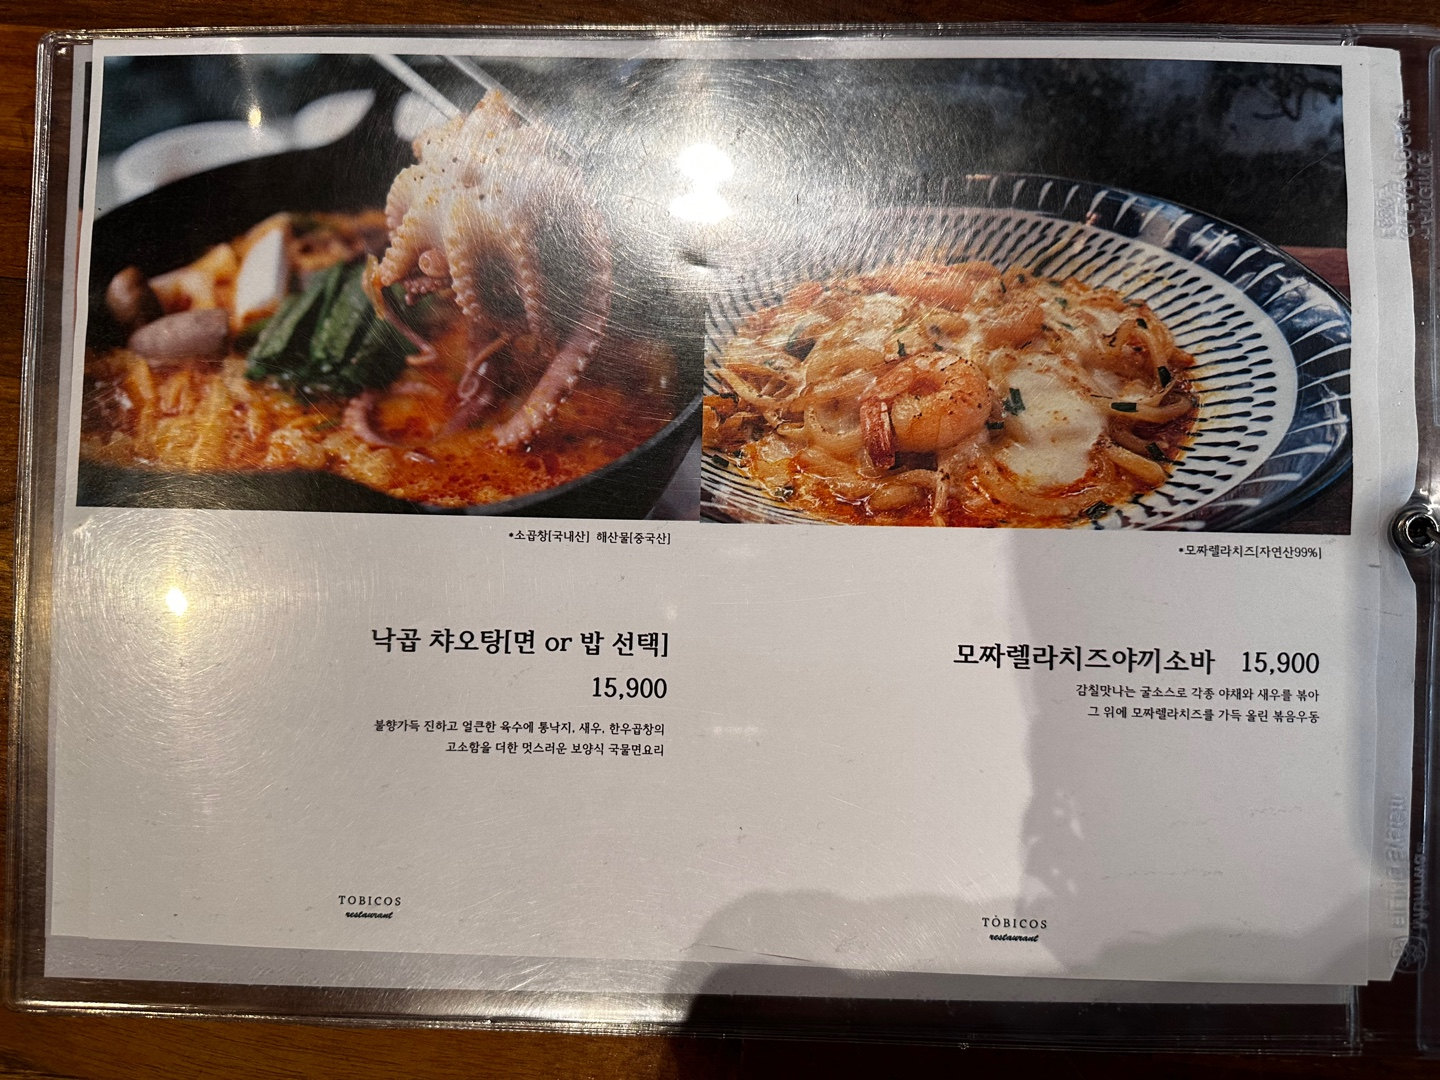 *소곱창[국내산] 해산물[중국산]
낙곱 챠오탕[면 or 밥 선택]
15,900
불향가득 진하고 얼큰한 육수에 통낙지, 새우, 한우곱창의
고소함을 더한 멋스러운 보양식 국물면요리
TOBICOS
restaurant
*모짜렐라치즈[자연산99%]
모짜렐라치즈야끼소바 15,900
감칠맛나는 굴소스로 각종 야채와 새우를 볶아
그 위에 모짜렐라치즈를 가득 올린 볶음우동
TOBICOS
restaurant